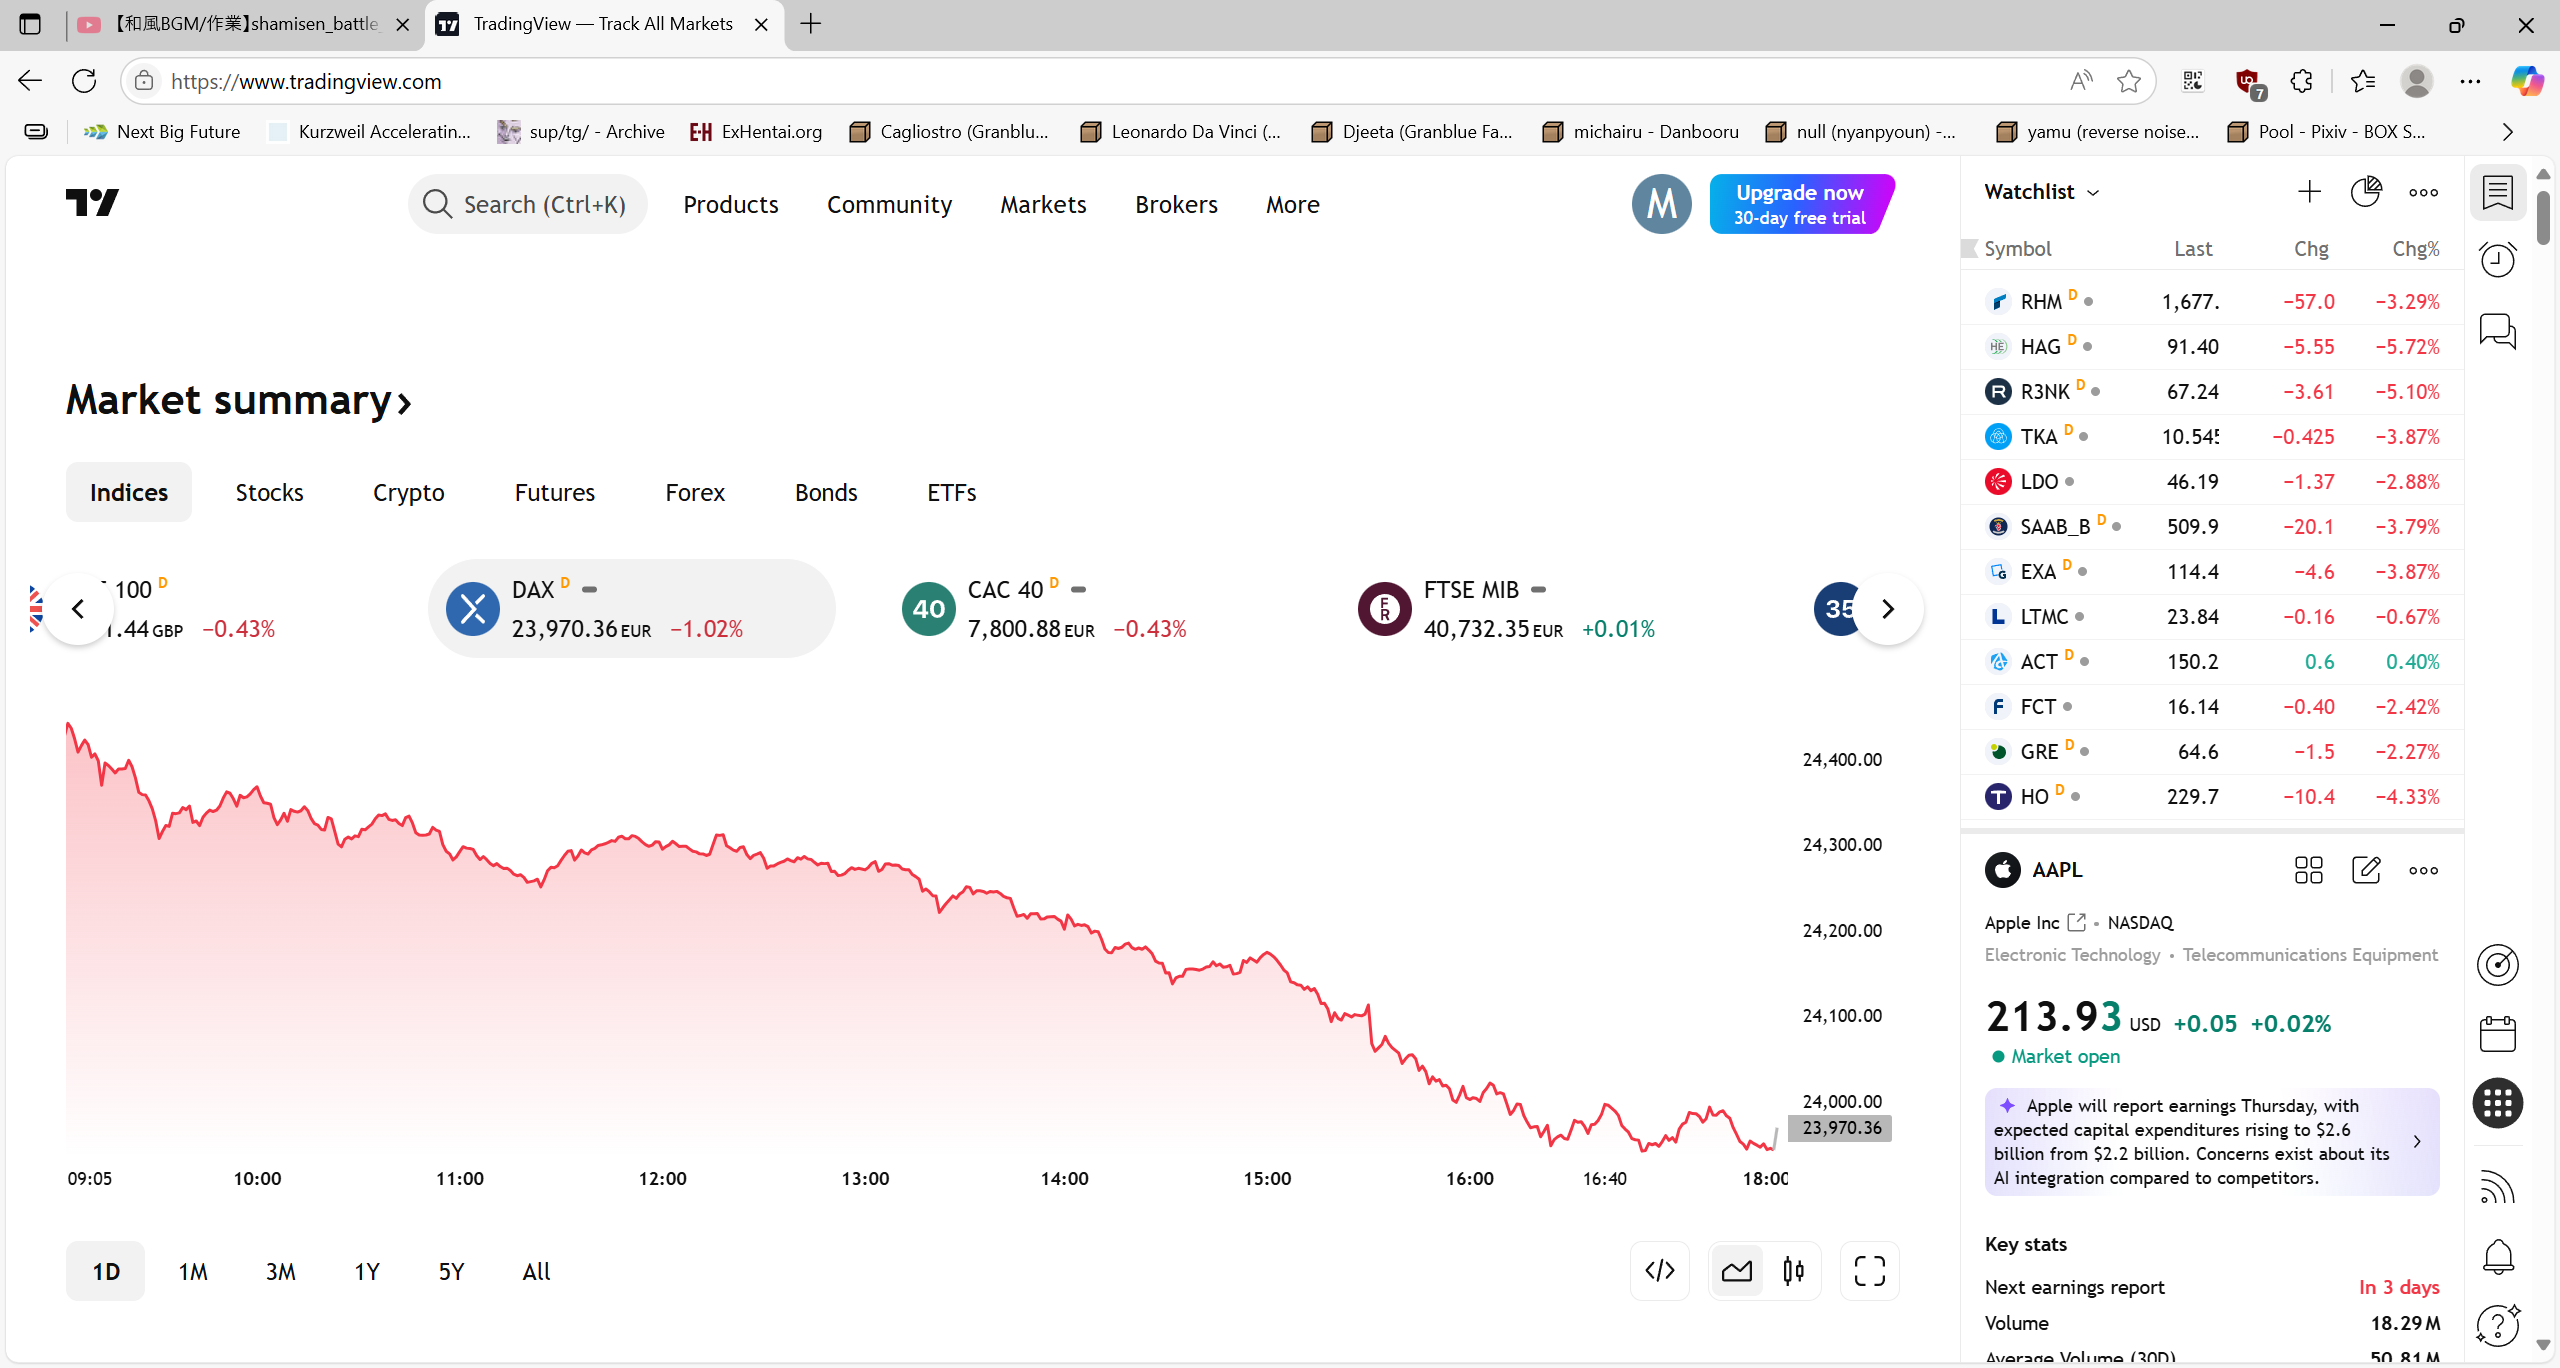 【和風BGM/作業】shamisen_battle_
TradingView — Track All Markets
https://www.tradingview.com
7
Next Big Future
Kurzweil Acceleratin...
sup/tg/ - Archive
ExHentai.org
Cagliostro (Granblu...
Leonardo Da Vinci (...
Djeeta (Granblue Fa...
michairu - Danbooru
null (nyanpyoun) -...
yamu (reverse noise...
Pool - Pixiv - BOX S...
Search (Ctrl+K)
Products
Community
Markets
Brokers
More
M
Upgrade now
30-day free trial
Market summary
Indices
Stocks
Crypto
Futures
Forex
Bonds
ETFs
100 D
.44 GBP −0.43%
DAX D
23,970.36 EUR −1.02%
40
CAC 40 D
7,800.88 EUR −0.43%
FTSE MIB
40,732.35 EUR +0.01%
35
24,400.00
24,300.00
24,200.00
24,100.00
24,000.00
23,970.36
09:05
10:00
11:00
12:00
13:00
14:00
15:00
16:00
16:40
18:00
1D
1M
3M
1Y
5Y
All
Watchlist
Symbol Last Chg Chg%
RHM D 1,677. −57.0 −3.29%
HAG D 91.40 −5.55 −5.72%
R3NK D 67.24 −3.61 −5.10%
TKA D 10.545 −0.425 −3.87%
LDO 46.19 −1.37 −2.88%
SAAB_B D 509.9 −20.1 −3.79%
EXA D 114.4 −4.6 −3.87%
LTMC 23.84 −0.16 −0.67%
ACT D 150.2 0.6 0.40%
FCT 16.14 −0.40 −2.42%
GRE D 64.6 −1.5 −2.27%
HO D 229.7 −10.4 −4.33%
AAPL
Apple Inc • NASDAQ
Electronic Technology • Telecommunications Equipment
213.93 USD +0.05 +0.02%
Market open
Apple will report earnings Thursday, with
expected capital expenditures rising to $2.6
billion from $2.2 billion. Concerns exist about its
AI integration compared to competitors.
Key stats
Next earnings report In 3 days
Volume 18.29 M
Average Volume (30D) 50.81 M